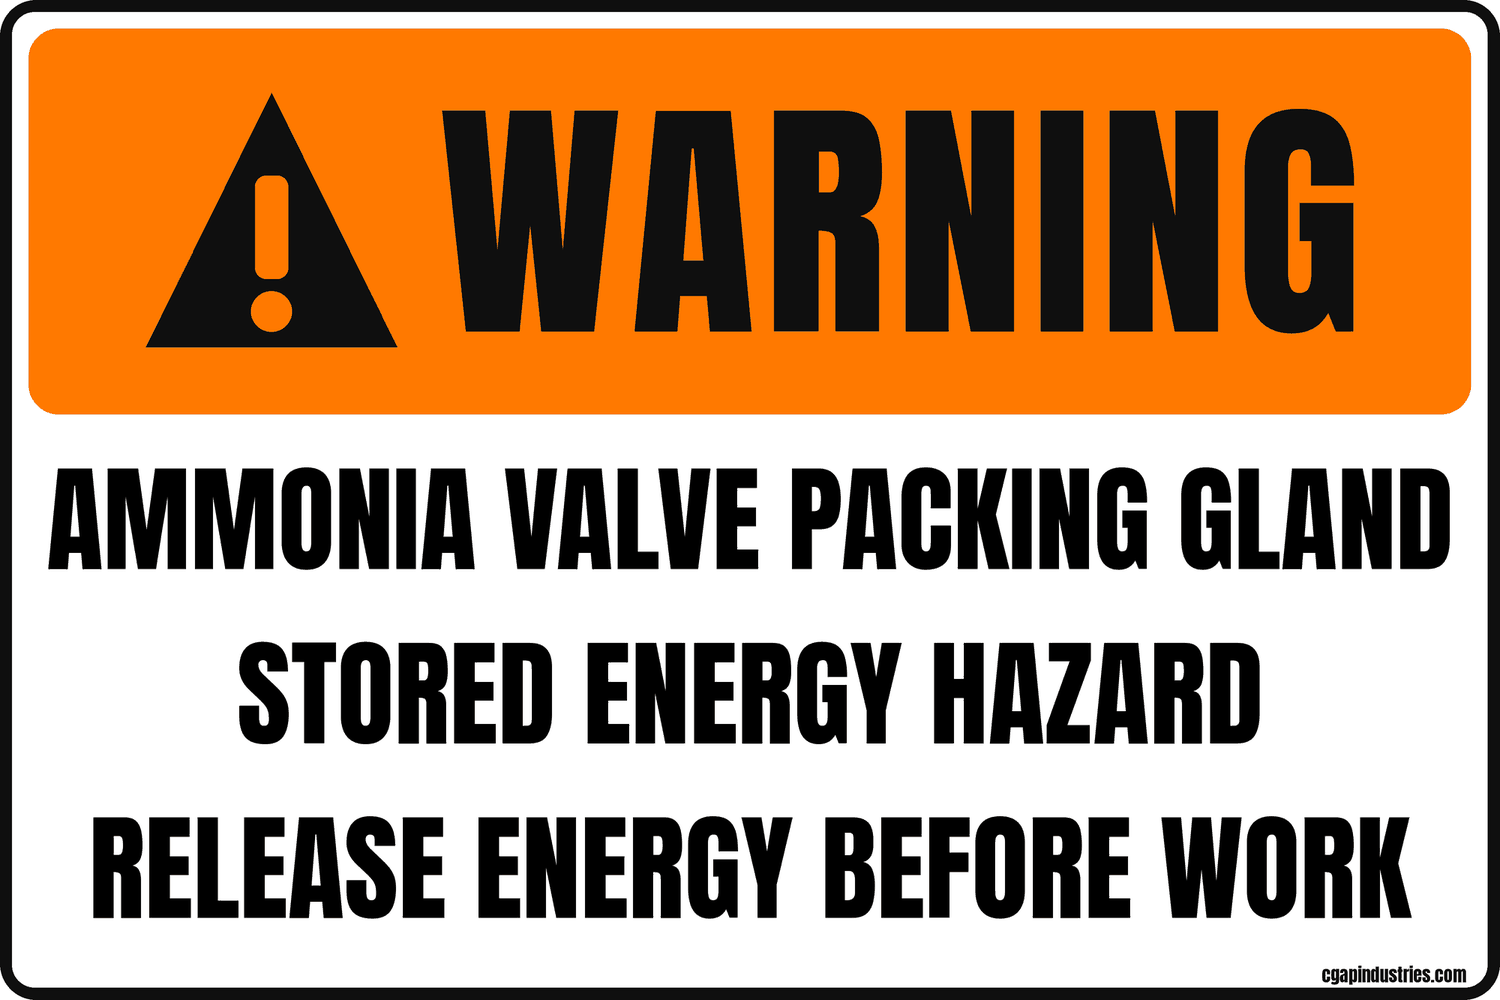 WARNING
AMMONIA VALVE PACKING GLAND
STORED ENERGY HAZARD
RELEASE ENERGY BEFORE WORK
cgapindustries.com